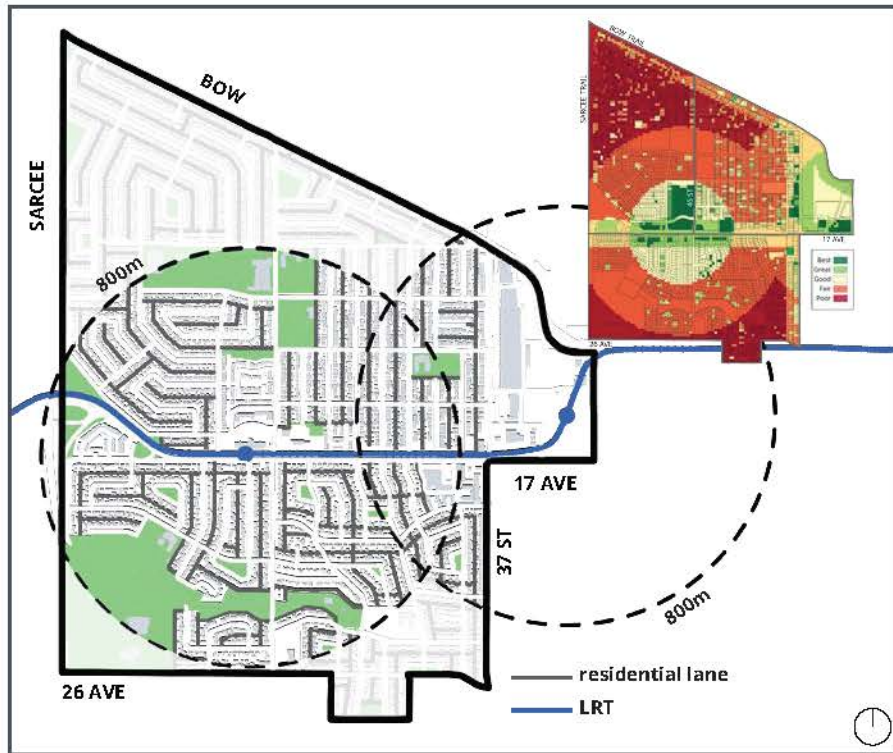 BOW
SARCEE
800m
BOW TRAIL
SARCEE TRAIL
45 ST
17 AVE
Best
Great
Good
Fair
Poor
26 AVE
17 AVE
37 ST
800m
26 AVE
residential lane
LRT